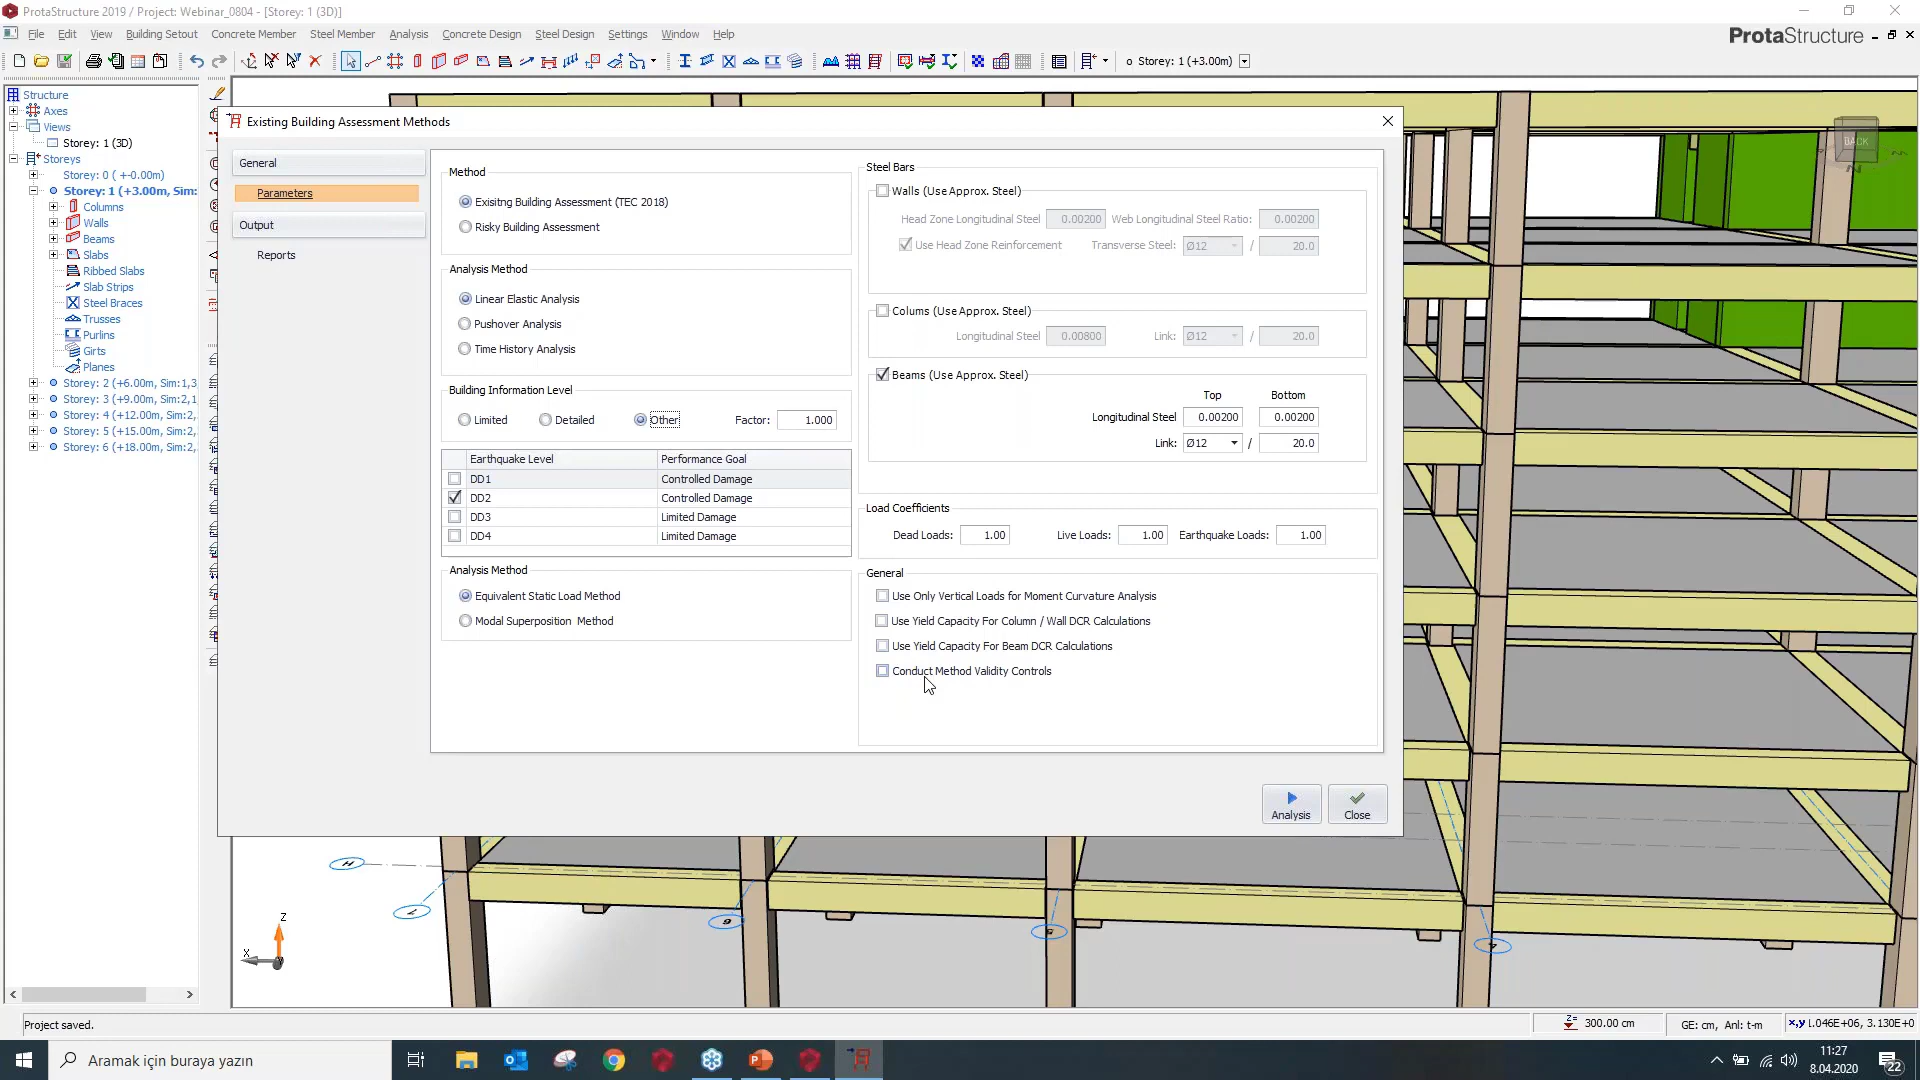 ProtaStructure 2019 / Project: Webinar_0804 - [Storey: 1 (3D)]
File Edit View Building Setout Concrete Member Steel Member Analysis Concrete Design Steel Design Settings Window Help
ProtaStructure
Storey: 1 (+3.00m)
Structure
Axes
Views
Storey: 1 (3D)
Storeys
Storey: 0 ( +-0.00m)
Storey: 1 (+3.00m, Sim:
Columns
Walls
Beams
Slabs
Ribbed Slabs
Slab Strips
Steel Braces
Trusses
Purlins
Girts
Planes
Storey: 2 (+6.00m, Sim:1,3
Storey: 3 (+9.00m, Sim:2,1
Storey: 4 (+12.00m, Sim:2,
Storey: 5 (+15.00m, Sim:2,
Storey: 6 (+18.00m, Sim:2,
Existing Building Assessment Methods
General
Parameters
Output
Reports
Method
Exisitng Building Assessment (TEC 2018)
Risky Building Assessment
Analysis Method
Linear Elastic Analysis
Pushover Analysis
Time History Analysis
Building Information Level
Limited Detailed Other Factor: 1.000
Earthquake Level Performance Goal
DD1 Controlled Damage
DD2 Controlled Damage
DD3 Limited Damage
DD4 Limited Damage
Analysis Method
Equivalent Static Load Method
Modal Superposition Method
Steel Bars
Walls (Use Approx. Steel)
Head Zone Longitudinal Steel 0.00200 Web Longitudinal Steel Ratio: 0.00200
Use Head Zone Reinforcement Transverse Steel: Ø12 / 20.0
Colums (Use Approx. Steel)
Longitudinal Steel 0.00800 Link: Ø12 / 20.0
Beams (Use Approx. Steel)
Top Bottom
Longitudinal Steel 0.00200 0.00200
Link: Ø12 / 20.0
Load Coefficients
Dead Loads: 1.00 Live Loads: 1.00 Earthquake Loads: 1.00
General
Use Only Vertical Loads for Moment Curvature Analysis
Use Yield Capacity For Column / Wall DCR Calculations
Use Yield Capacity For Beam DCR Calculations
Conduct Method Validity Controls
Analysis Close
BACK
Z
X
H
Project saved.
Z= 300.00 cm GE: cm, Anl: t-m x,y 1.046E+06, 3.130E+0
Aramak için buraya yazın
11:27
8.04.2020
22